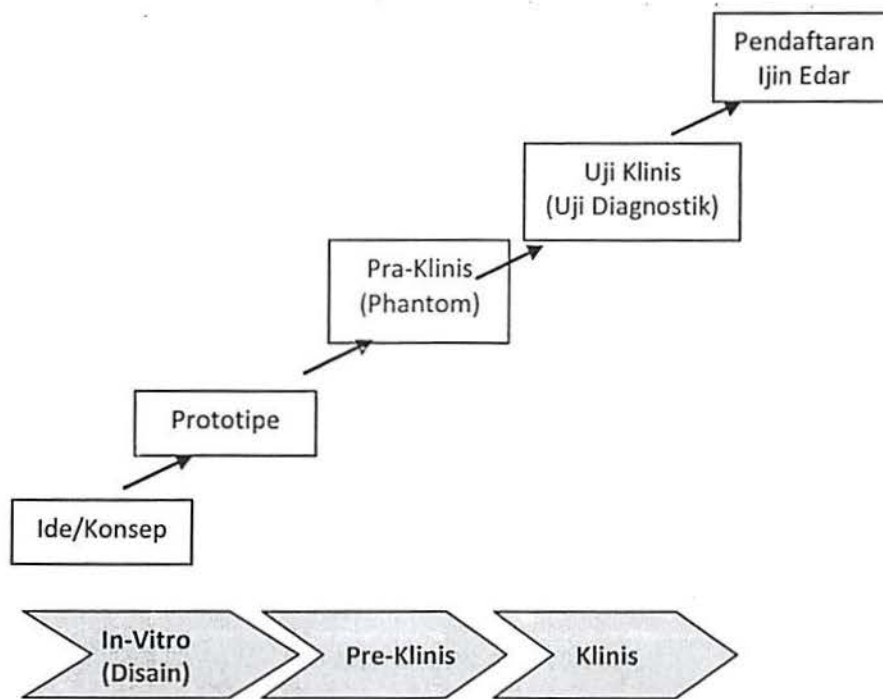 Pendaftaran
Ijin Edar
Uji Klinis
(Uji Diagnostik)
Pra-Klinis
(Phantom)
Prototipe
Ide/Konsep
In-Vitro
(Disain)
Pre-Klinis
Klinis